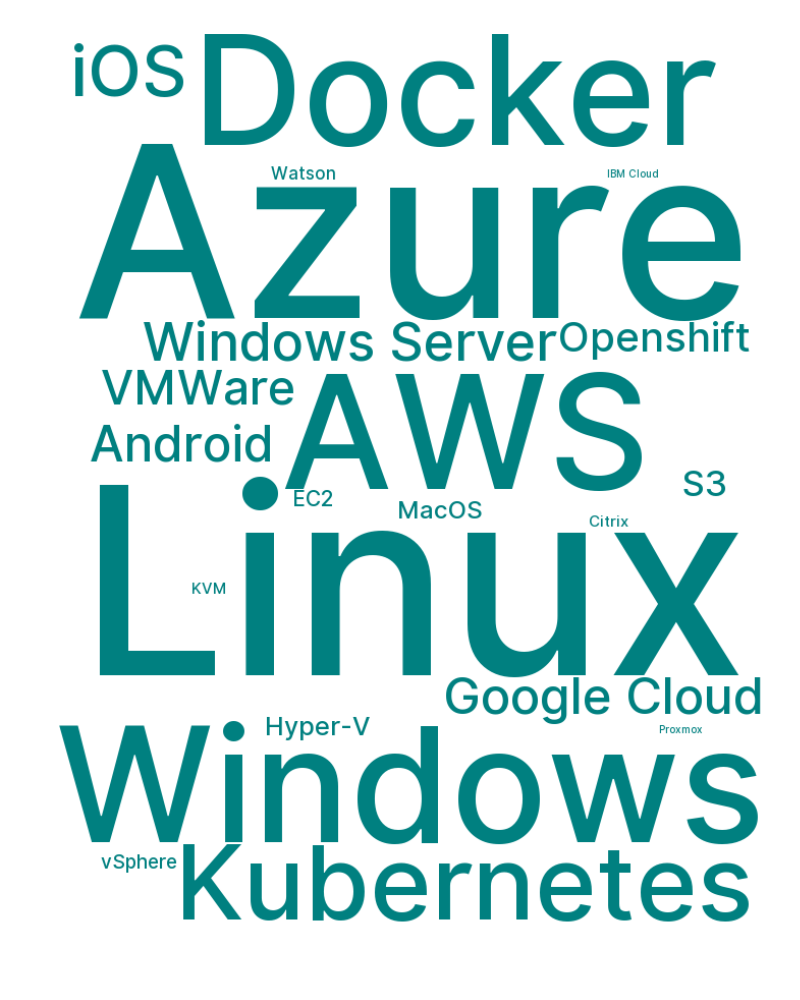 iOS
Docker
Azure
Watson
IBM Cloud
Windows Server
Openshift
VMWare
AWS
Android
S3
EC2
MacOS
Linux
Citrix
KVM
Google Cloud
Hyper-V
Proxmox
Windows
vSphere
Kubernetes